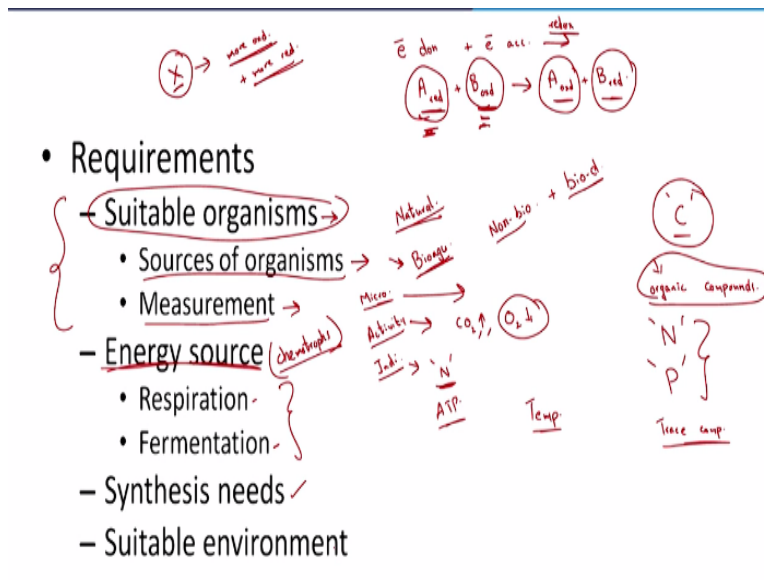 ē don + ē acc. redox
X → more oxd. + more red.
A red + B oxd → A oxd + B red.
• Requirements
– Suitable organisms →
Natural.
Non-bio. + bio-d
'C'
• Sources of organisms →
→ Bioagu.
organic compounds.
• Measurement →
Micro. →
Activity → CO2↑, O2↓
'N'
– Energy source (chemotrophs)
Indi. → 'N'
'P'
• Respiration
ATP.
Temp.
Trace comp.
• Fermentation
– Synthesis needs ✓
– Suitable environment